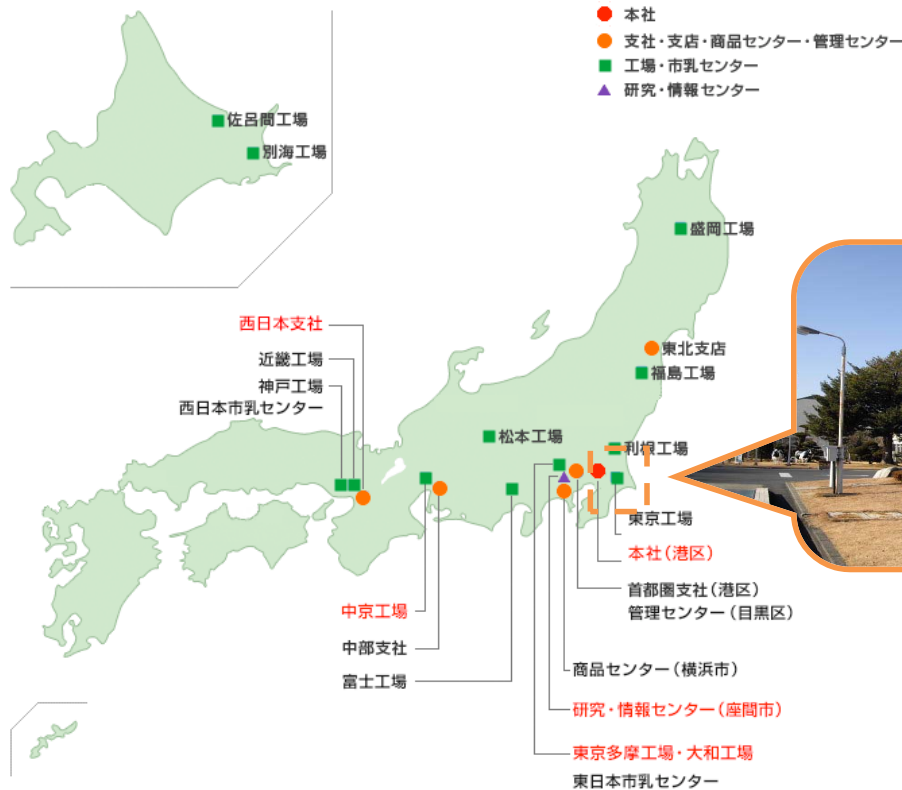 本社
支社・支店・商品センター・管理センター
工場・市乳センター
研究・情報センター
佐呂間工場
別海工場
盛岡工場
西日本支社
東北支店
近畿工場
福島工場
神戸工場
西日本市乳センター
松本工場
利根工場
東京工場
本社(港区)
首都圏支社(港区)
中京工場
管理センター(目黒区)
中部支社
商品センター(横浜市)
富士工場
研究・情報センター(座間市)
東京多摩工場・大和工場
東日本市乳センター